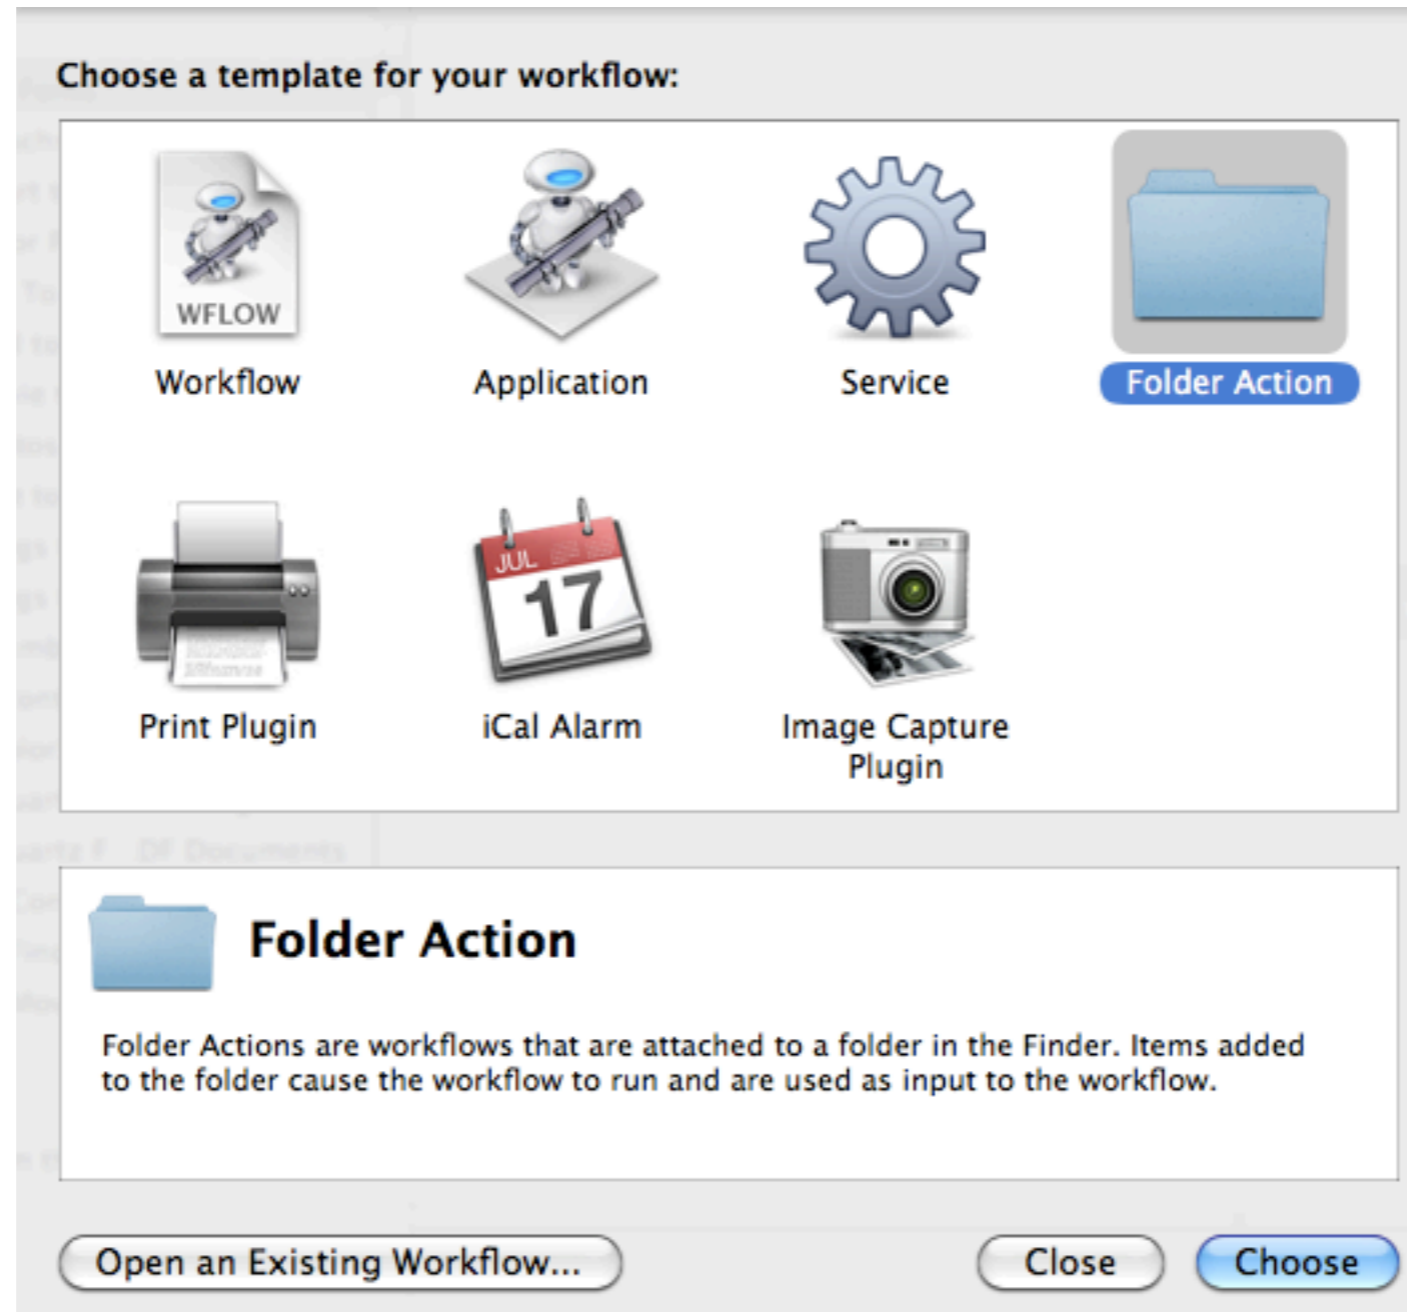 Choose a template for your workflow:
WFLOW
Workflow
Application
Service
Folder Action
JUL
17
Print Plugin
iCal Alarm
Image Capture
Plugin
DF Documents
Folder Action
Folder Actions are workflows that are attached to a folder in the Finder. Items added
to the folder cause the workflow to run and are used as input to the workflow.
Open an Existing Workflow...
Close
Choose